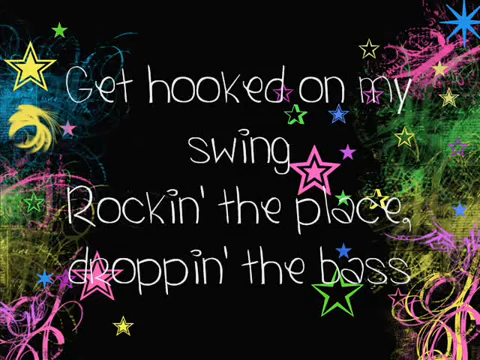 Get hooked on my
swing
Rockin' the place,
droppin' the bass